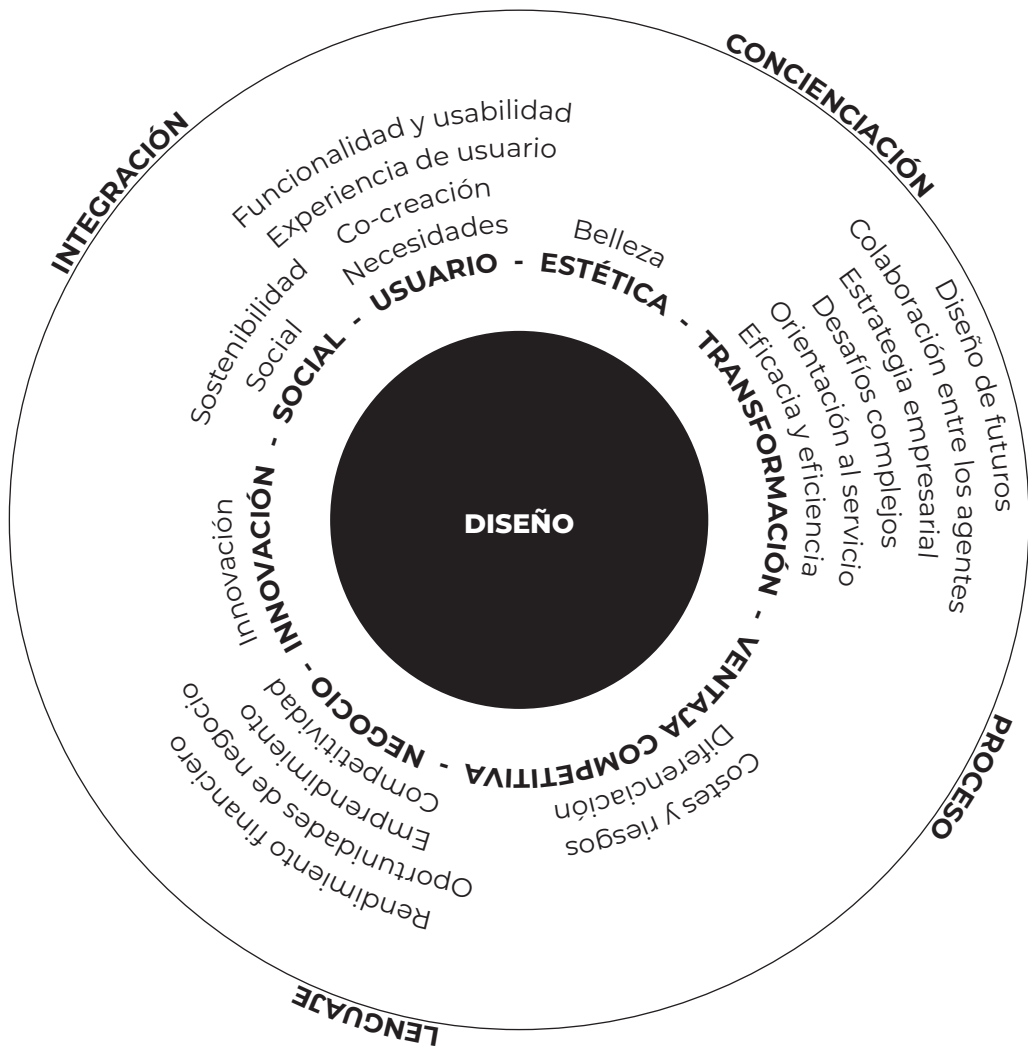 CONCIENCIACIÓN
INTEGRACIÓN
Funcionalidad y usabilidad
Experiencia de usuario
Co-creación
Necesidades
Belleza
Sostenibilidad
Social
SOCIAL - USUARIO - ESTÉTICA - TRANSFORMACIÓN - VENTAJA COMPETITIVA - NEGOCIO - INNOVACIÓN -
Diseño de futuros
Colaboración entre los agentes
Estrategia empresarial
Desafíos complejos
Orientación al servicio
Eficacia y eficiencia
DISEÑO
Innovación
Competitividad
Emprendimiento
Oportunidades de negocio
Rendimiento financiero
Diferenciación
Costes y riesgos
PROCESO
LENGUAJE